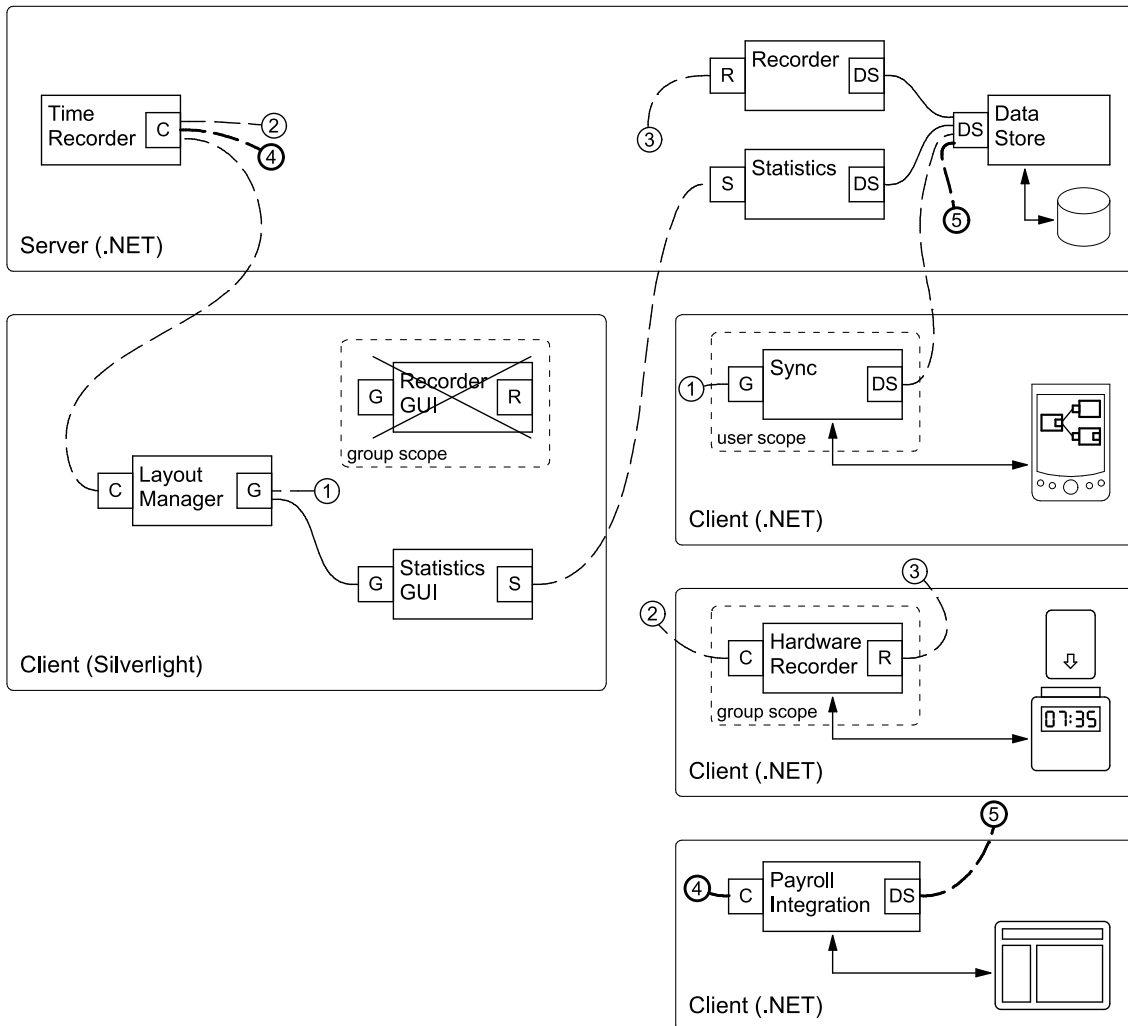 R
Recorder
DS
Time
Recorder
C
2
4
3
DS
Data
Store
S
Statistics
DS
5
Server (.NET)
G
Recorder
GUI
R
group scope
C
Layout
Manager
G
1
G
Statistics
GUI
S
Client (Silverlight)
1
G
Sync
DS
user scope
Client (.NET)
3
2
C
Hardware
Recorder
R
group scope
07:35
Client (.NET)
5
4
C
Payroll
Integration
DS
Client (.NET)